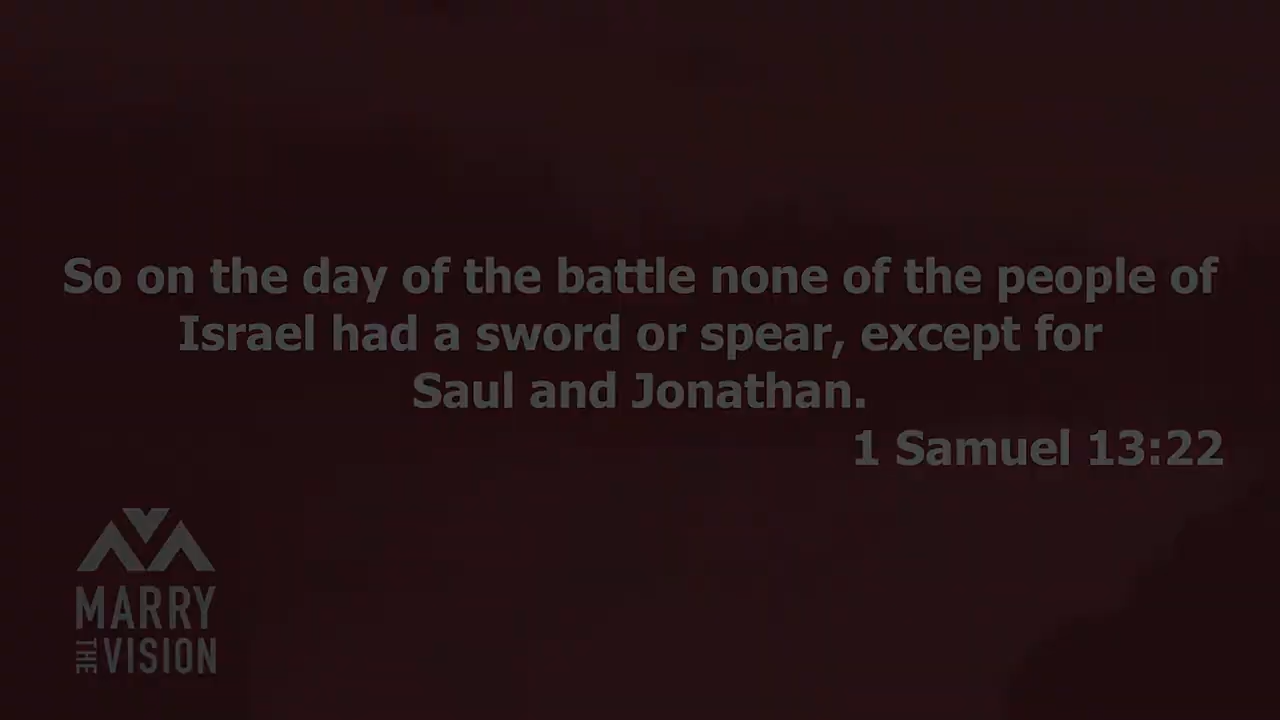 So on the day of the battle none of the people of
Israel had a sword or spear, except for
Saul and Jonathan.
1 Samuel 13:22
MARRY
THE VISION